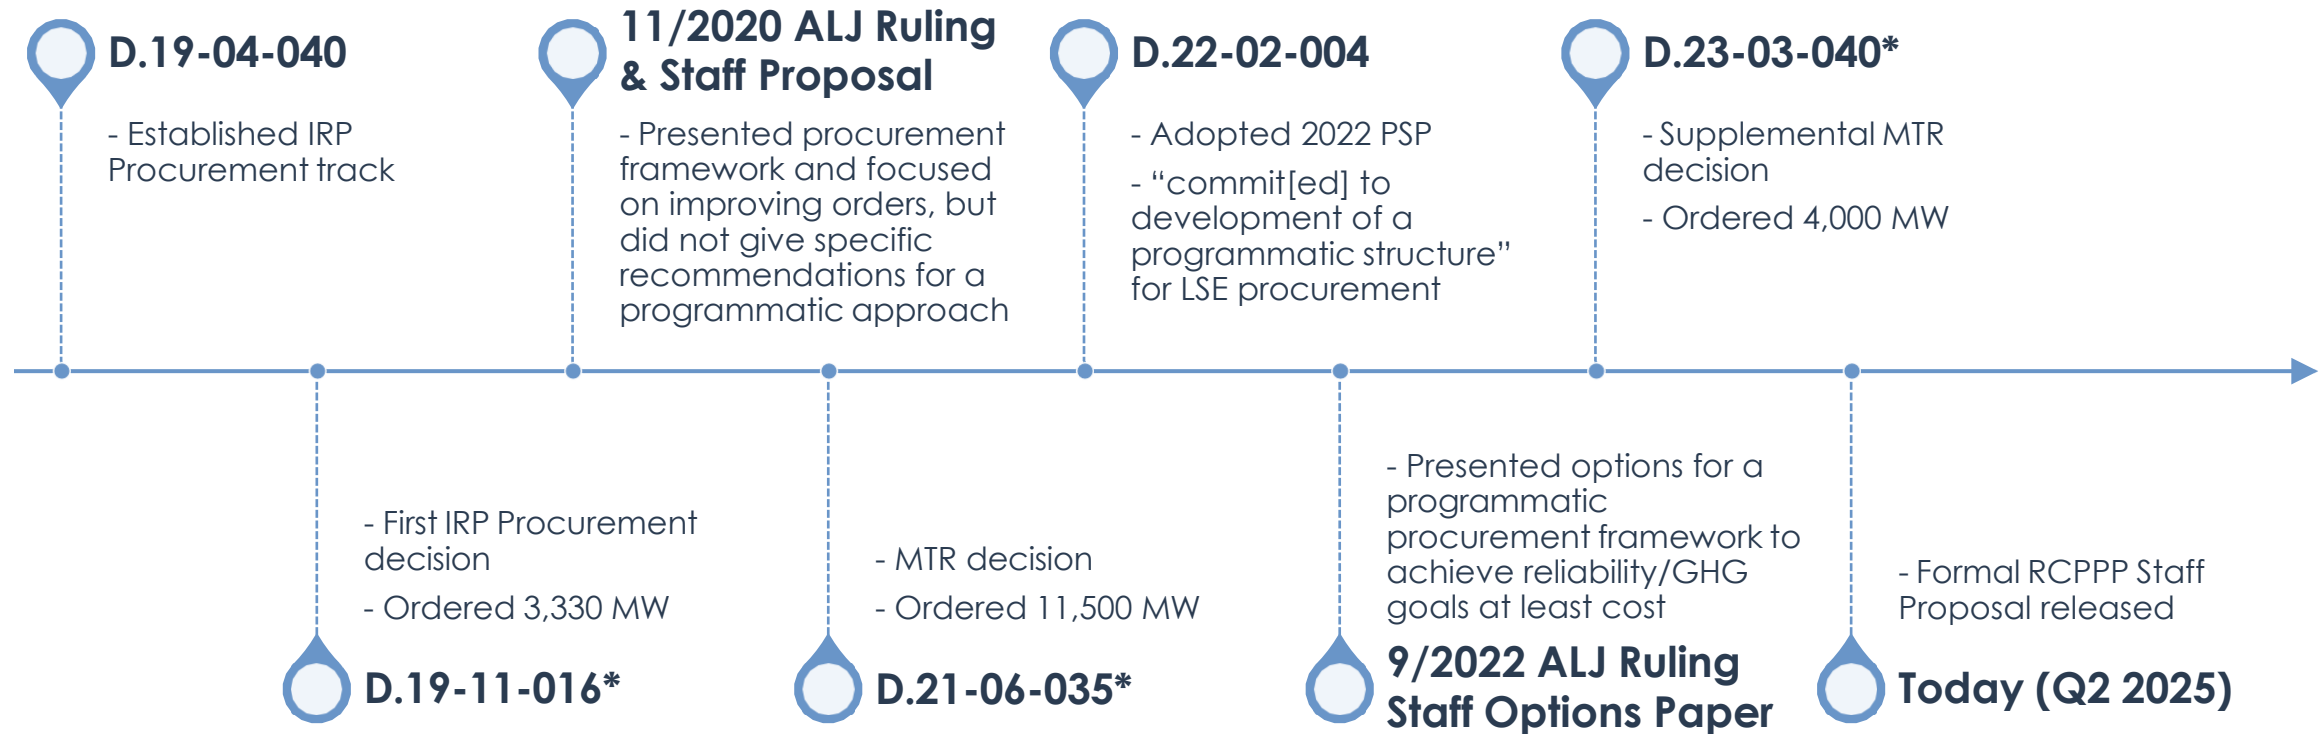 D.19-04-040
- Established IRP
Procurement track
11/2020 ALJ Ruling
& Staff Proposal
- Presented procurement
framework and focused
on improving orders, but
did not give specific
recommendations for a
programmatic approach
D.22-02-004
- Adopted 2022 PSP
- “commit[ed] to
development of a
programmatic structure”
for LSE procurement
D.23-03-040*
- Supplemental MTR
decision
- Ordered 4,000 MW
- First IRP Procurement
decision
- Ordered 3,330 MW
D.19-11-016*
- MTR decision
- Ordered 11,500 MW
D.21-06-035*
- Presented options for a
programmatic
procurement framework to
achieve reliability/GHG
goals at least cost
9/2022 ALJ Ruling
Staff Options Paper
- Formal RCPPP Staff
Proposal released
Today (Q2 2025)